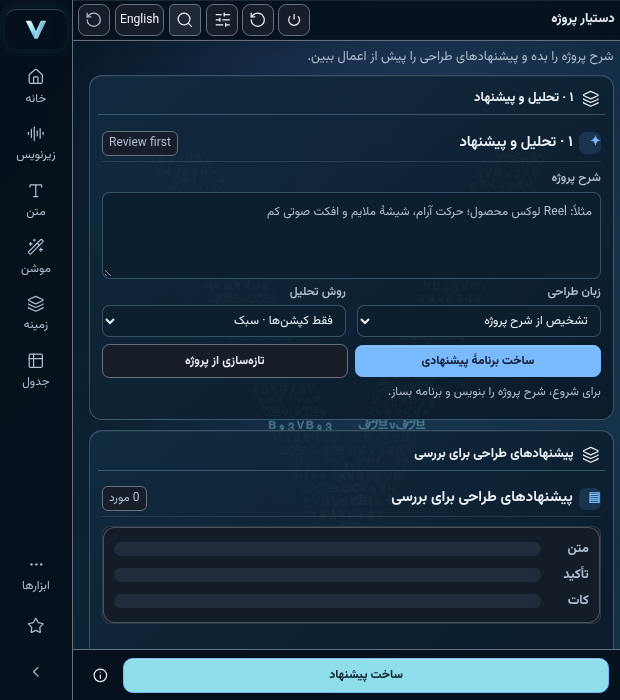 دستیار پروژه
English
شرح پروژه را بده و پیشنهادهای طراحی را پیش از اعمال ببین.
۰۱ · تحلیل و پیشنهاد
۰۱ · تحلیل و پیشنهاد
Review first
شرح پروژه
مثلاً: Reel لوکس محصول؛ حرکت آرام، شیشهٔ ملایم و افکت صوتی کم
زبان طراحی
روش تحلیل
تشخیص از شرح پروژه
فقط کپشن‌ها · سبک
ساخت برنامهٔ پیشنهادی
تازه‌سازی از پروژه
برای شروع، شرح پروژه را بنویس و برنامه بساز.
پیشنهادهای طراحی برای بررسی
پیشنهادهای طراحی برای بررسی
0 مورد
متن
تأکید
کات
ساخت پیشنهاد
خانه
زیرنویس
متن
موشن
زمینه
جدول
ابزارها